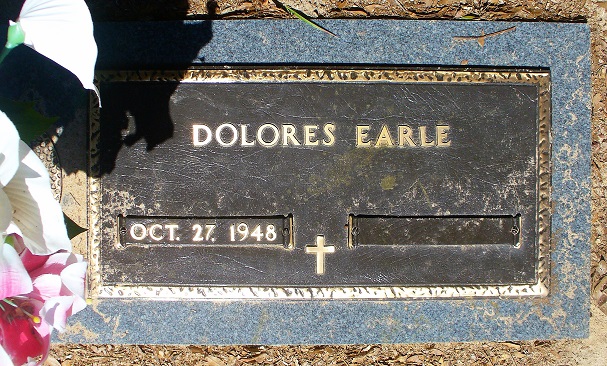 DOLORES EARLE
OCT. 27. 1948